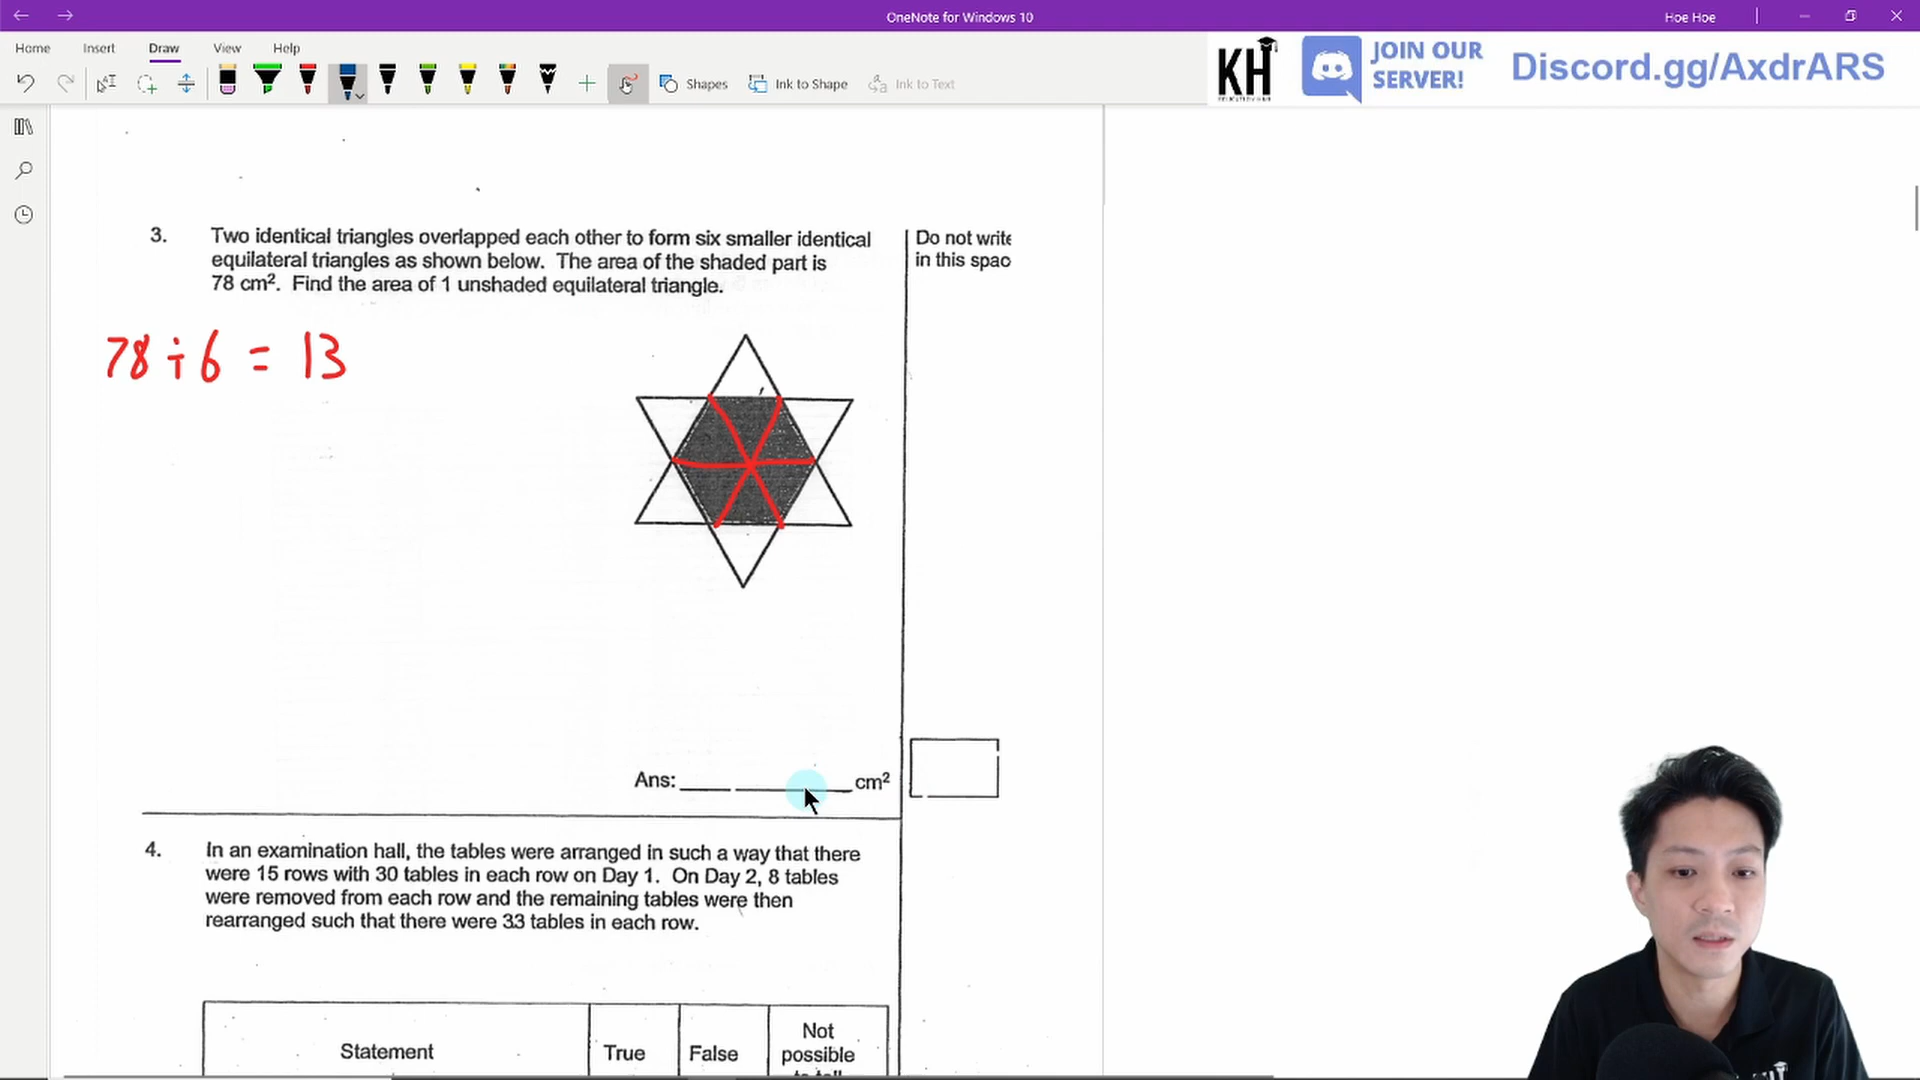 OneNote for Windows 10
Hoe Hoe
Home
Insert
Draw
View
Help
Shapes
Ink to Shape
Ink to Text
KH
JOIN OUR
SERVER!
Discord.gg/AxdrARS
3.
Two identical triangles overlapped each other to form six smaller identical
equilateral triangles as shown below. The area of the shaded part is
78 cm². Find the area of 1 unshaded equilateral triangle.
Do not write
in this spac
78 ÷ 6 = 13
Ans: ____ ________ cm²
4.
In an examination hall, the tables were arranged in such a way that there
were 15 rows with 30 tables in each row on Day 1. On Day 2, 8 tables
were removed from each row and the remaining tables were then
rearranged such that there were 33 tables in each row.
Statement
True
False
Not
possible